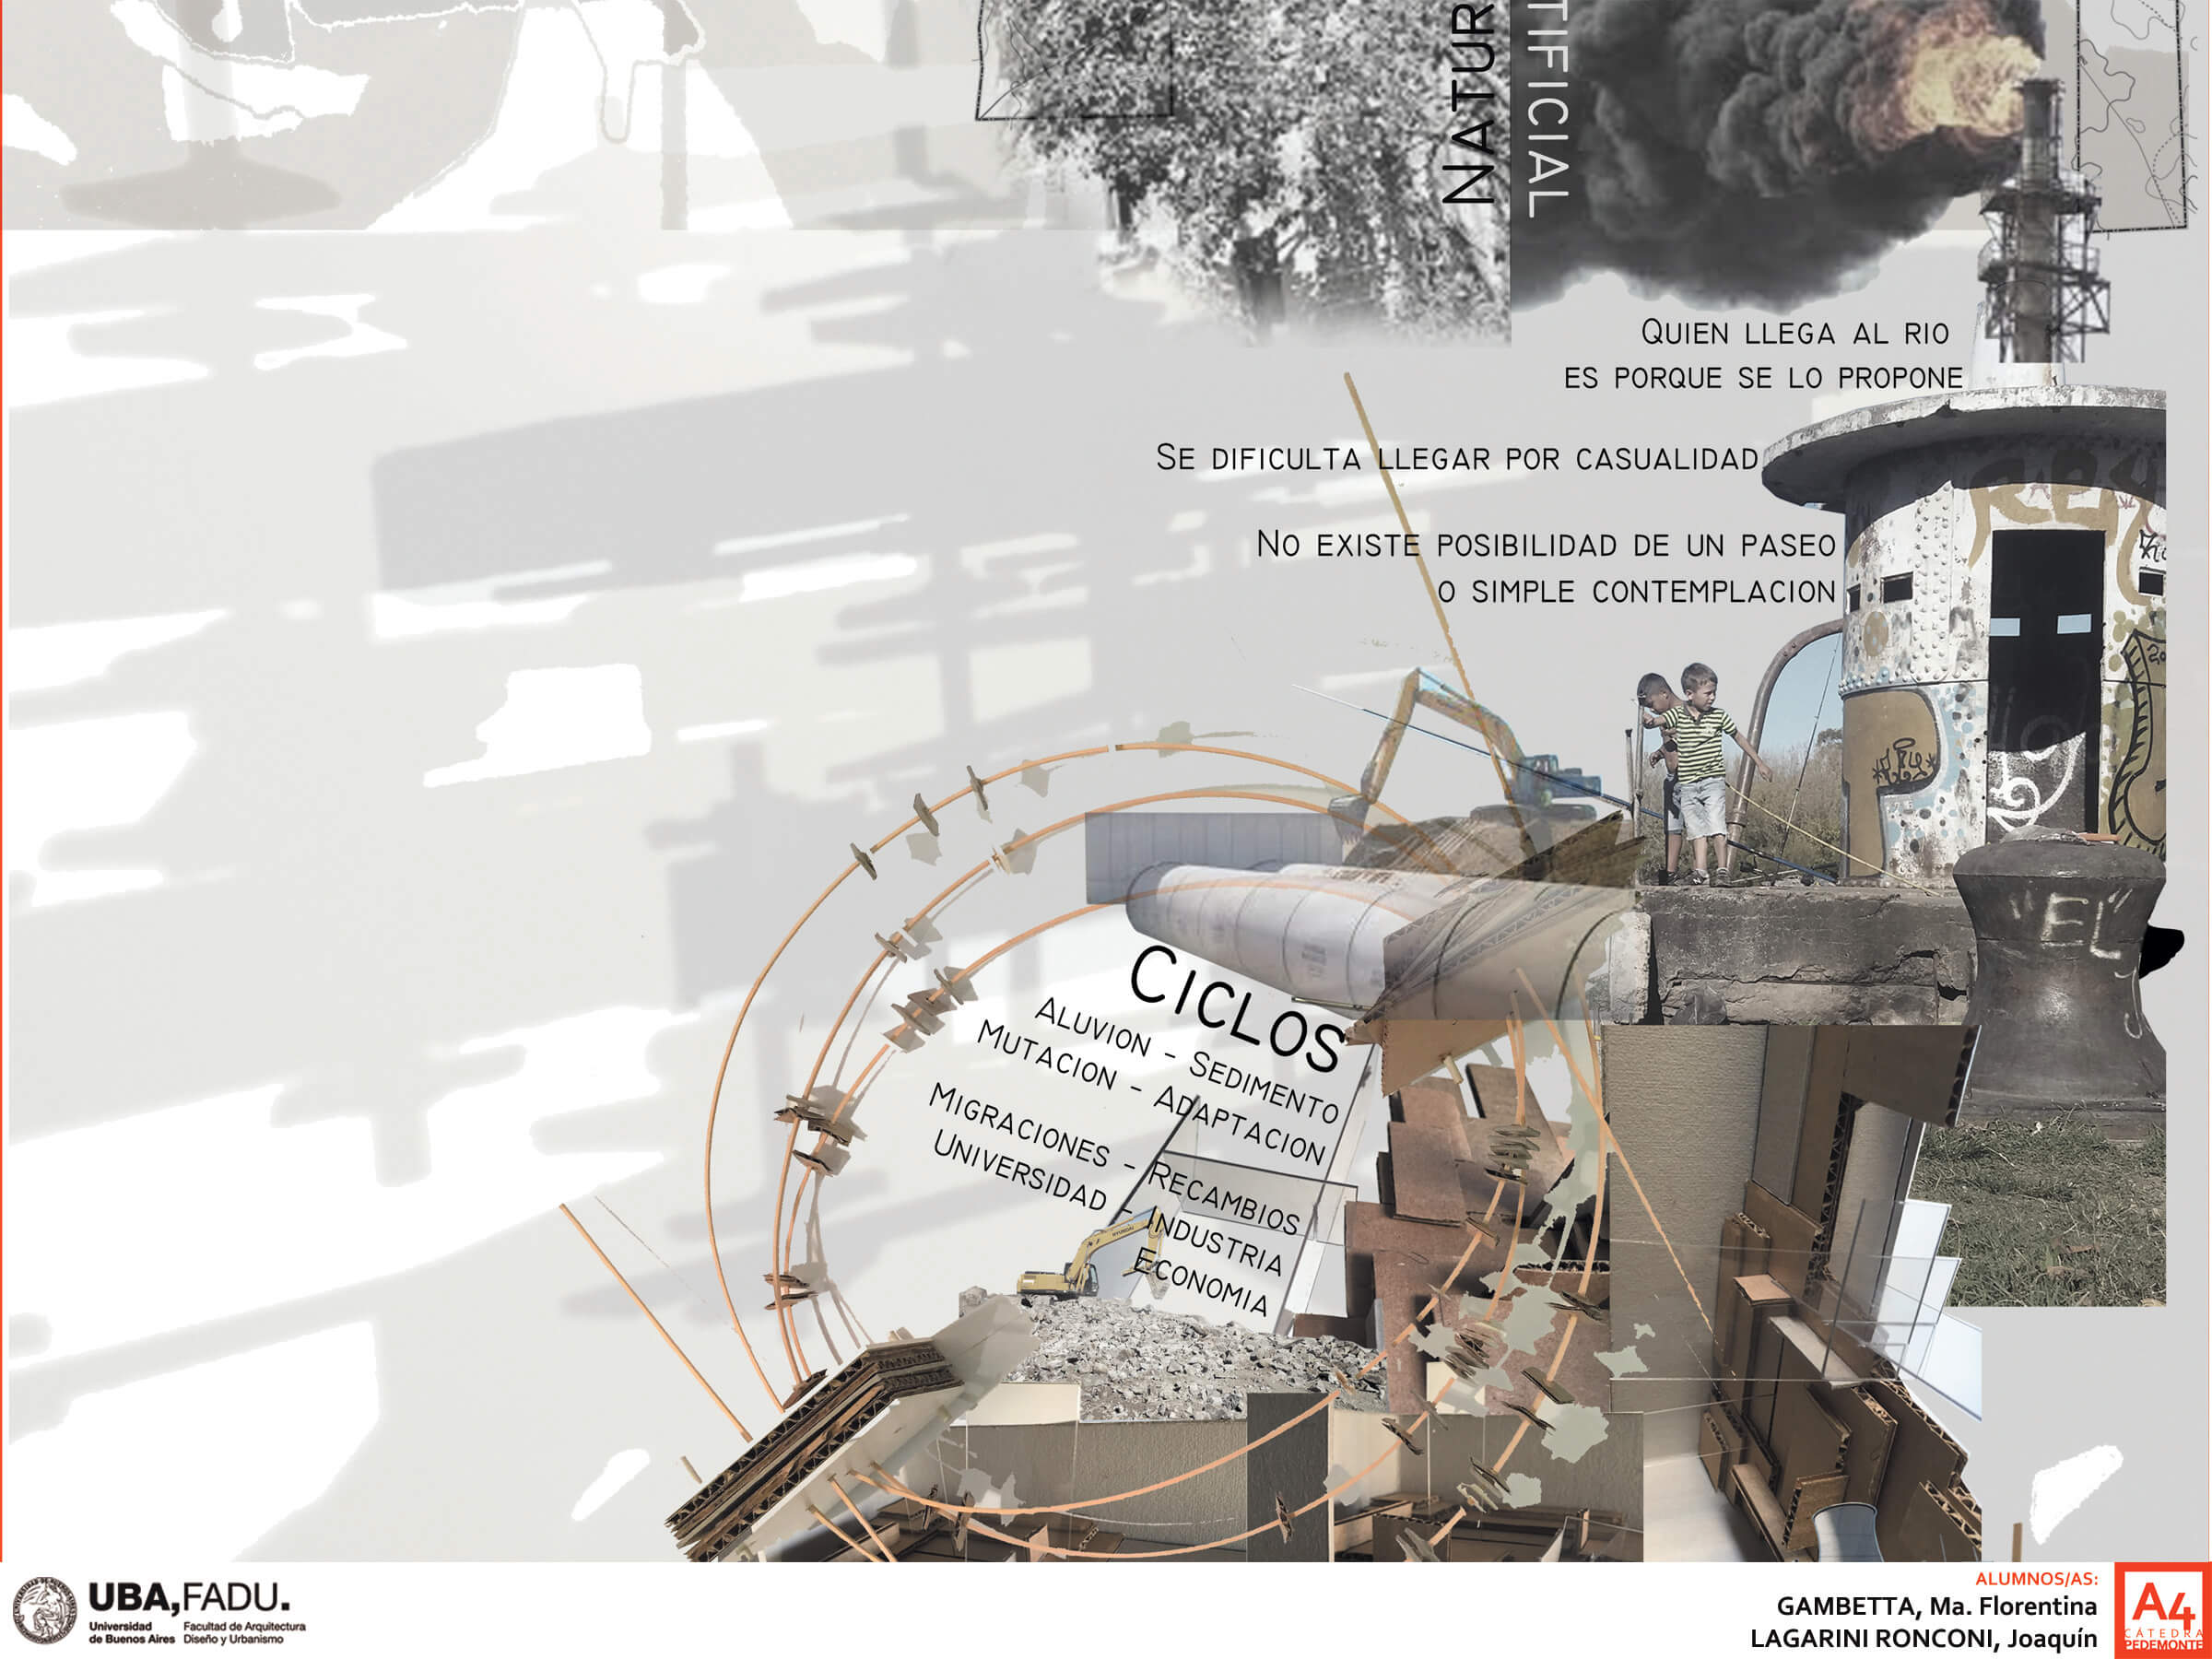 NATUR
TIFICIAL
QUIEN LLEGA AL RIO
ES PORQUE SE LO PROPONE
SE DIFICULTA LLEGAR POR CASUALIDAD
NO EXISTE POSIBILIDAD DE UN PASEO
O SIMPLE CONTEMPLACION
"EL"
CICLOS
ALUVION - SEDIMENTO
MUTACION - ADAPTACION
MIGRACIONES - RECAMBIOS
UNIVERSIDAD - INDUSTRIA
ECONOMIA
UBA,FADU.
Universidad de Buenos Aires
Facultad de Arquitectura Diseño y Urbanismo
ALUMNOS/AS:
GAMBETTA, Ma. Florentina
LAGARINI RONCONI, Joaquín
A4
CÁTEDRA
PEDEMONTE